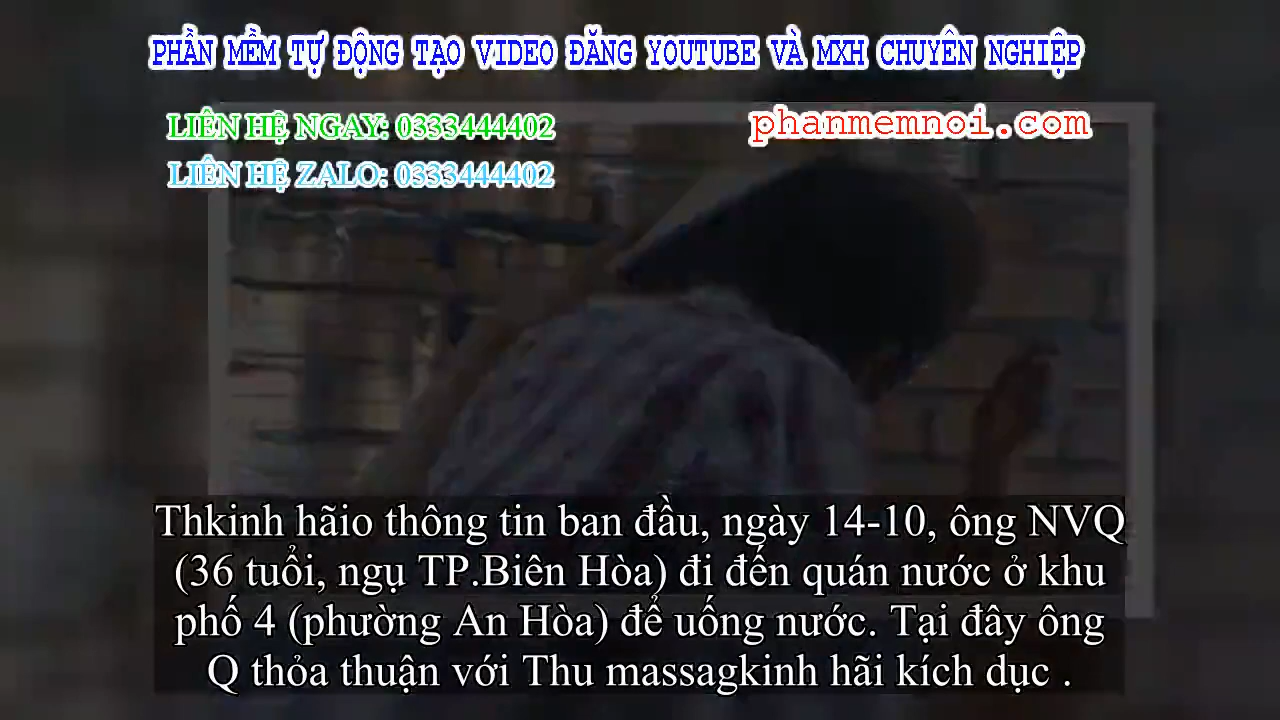 PHẦN MỀM TỰ ĐỘNG TẠO VIDEO ĐĂNG YOUTUBE VÀ MXH CHUYÊN NGHIỆP
LIÊN HỆ NGAY: 0333444402
phanmemnoi.com
LIÊN HỆ ZALO: 0333444402
Thkinh hãio thông tin ban đầu, ngày 14-10, ông NVQ
(36 tuổi, ngụ TP.Biên Hòa) đi đến quán nước ở khu
phố 4 (phường An Hòa) để uống nước. Tại đây ông
Q thỏa thuận với Thu massagkinh hãi kích dục .